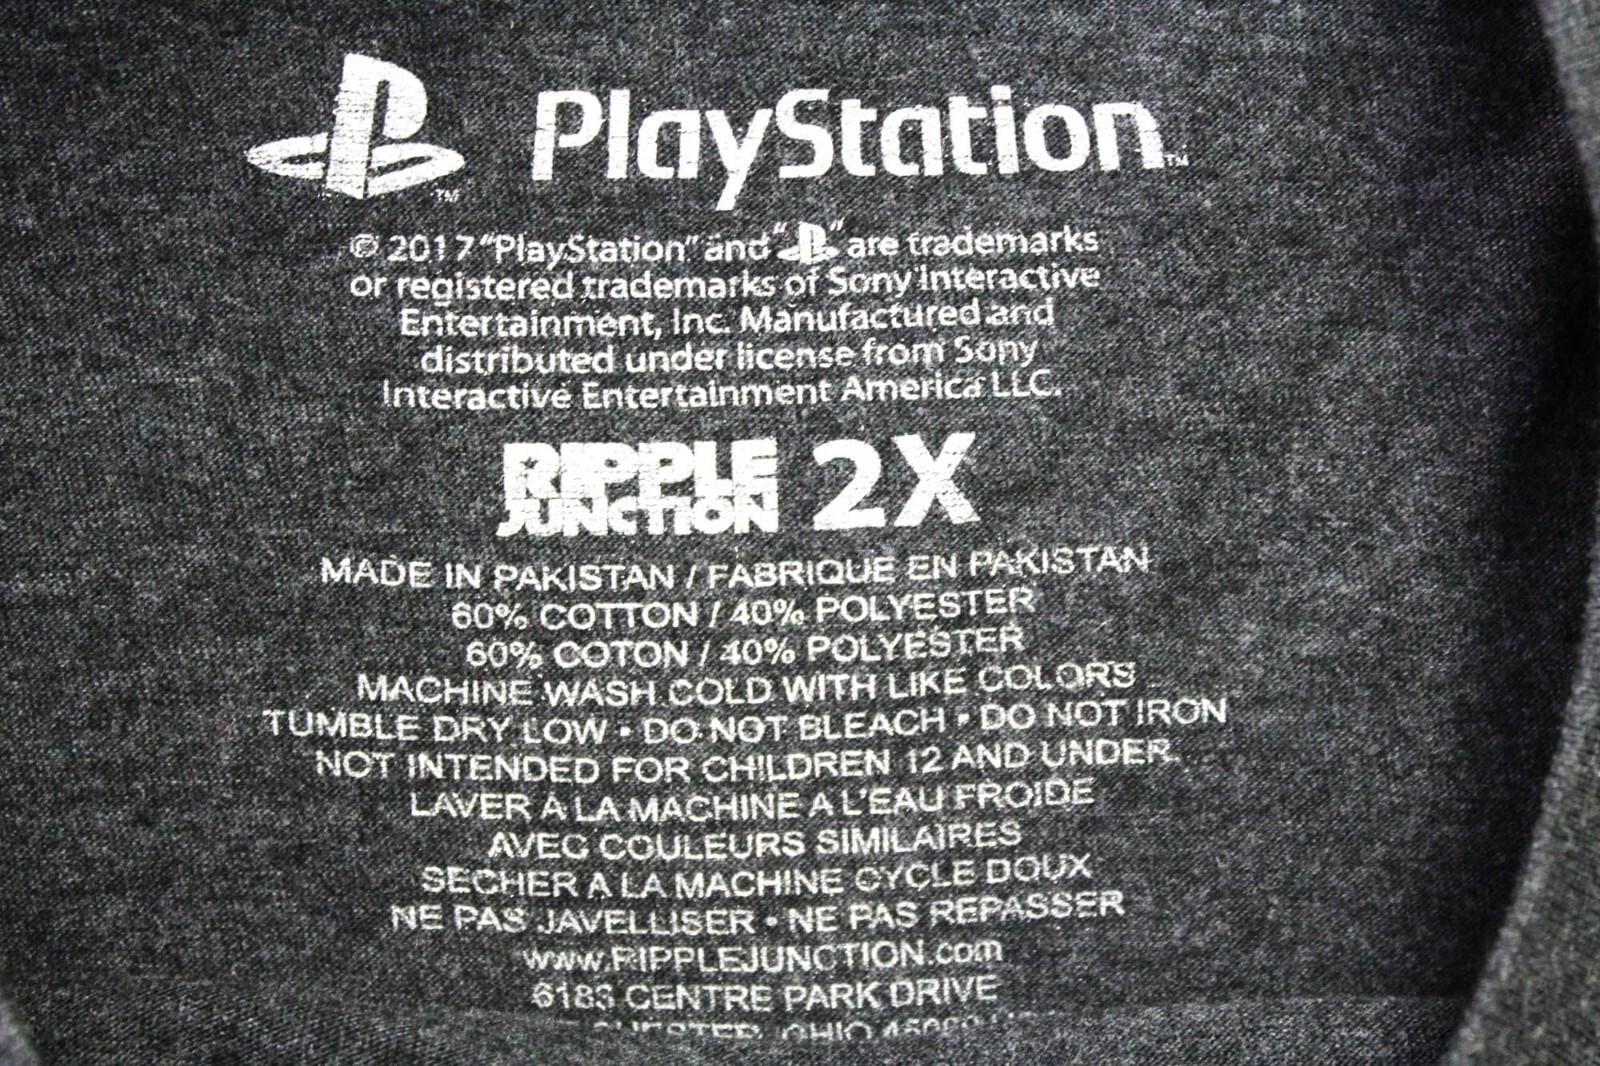 PlayStation™
™
© 2017 "PlayStation" and " " are trademarks
or registered trademarks of Sony Interactive
Entertainment, Inc. Manufactured and
distributed under license from Sony
Interactive Entertainment America LLC.
RIPPLE JUNCTION 2X
MADE IN PAKISTAN / FABRIQUE EN PAKISTAN
60% COTTON / 40% POLYESTER
60% COTON / 40% POLYESTER
MACHINE WASH COLD WITH LIKE COLORS
TUMBLE DRY LOW • DO NOT BLEACH • DO NOT IRON
NOT INTENDED FOR CHILDREN 12 AND UNDER.
LAVER A LA MACHINE A L'EAU FROIDE
AVEC COULEURS SIMILAIRES
SECHER A LA MACHINE CYCLE DOUX
NE PAS JAVELLISER • NE PAS REPASSER
www.RIPPLEJUNCTION.com
6183 CENTRE PARK DRIVE
OHIO